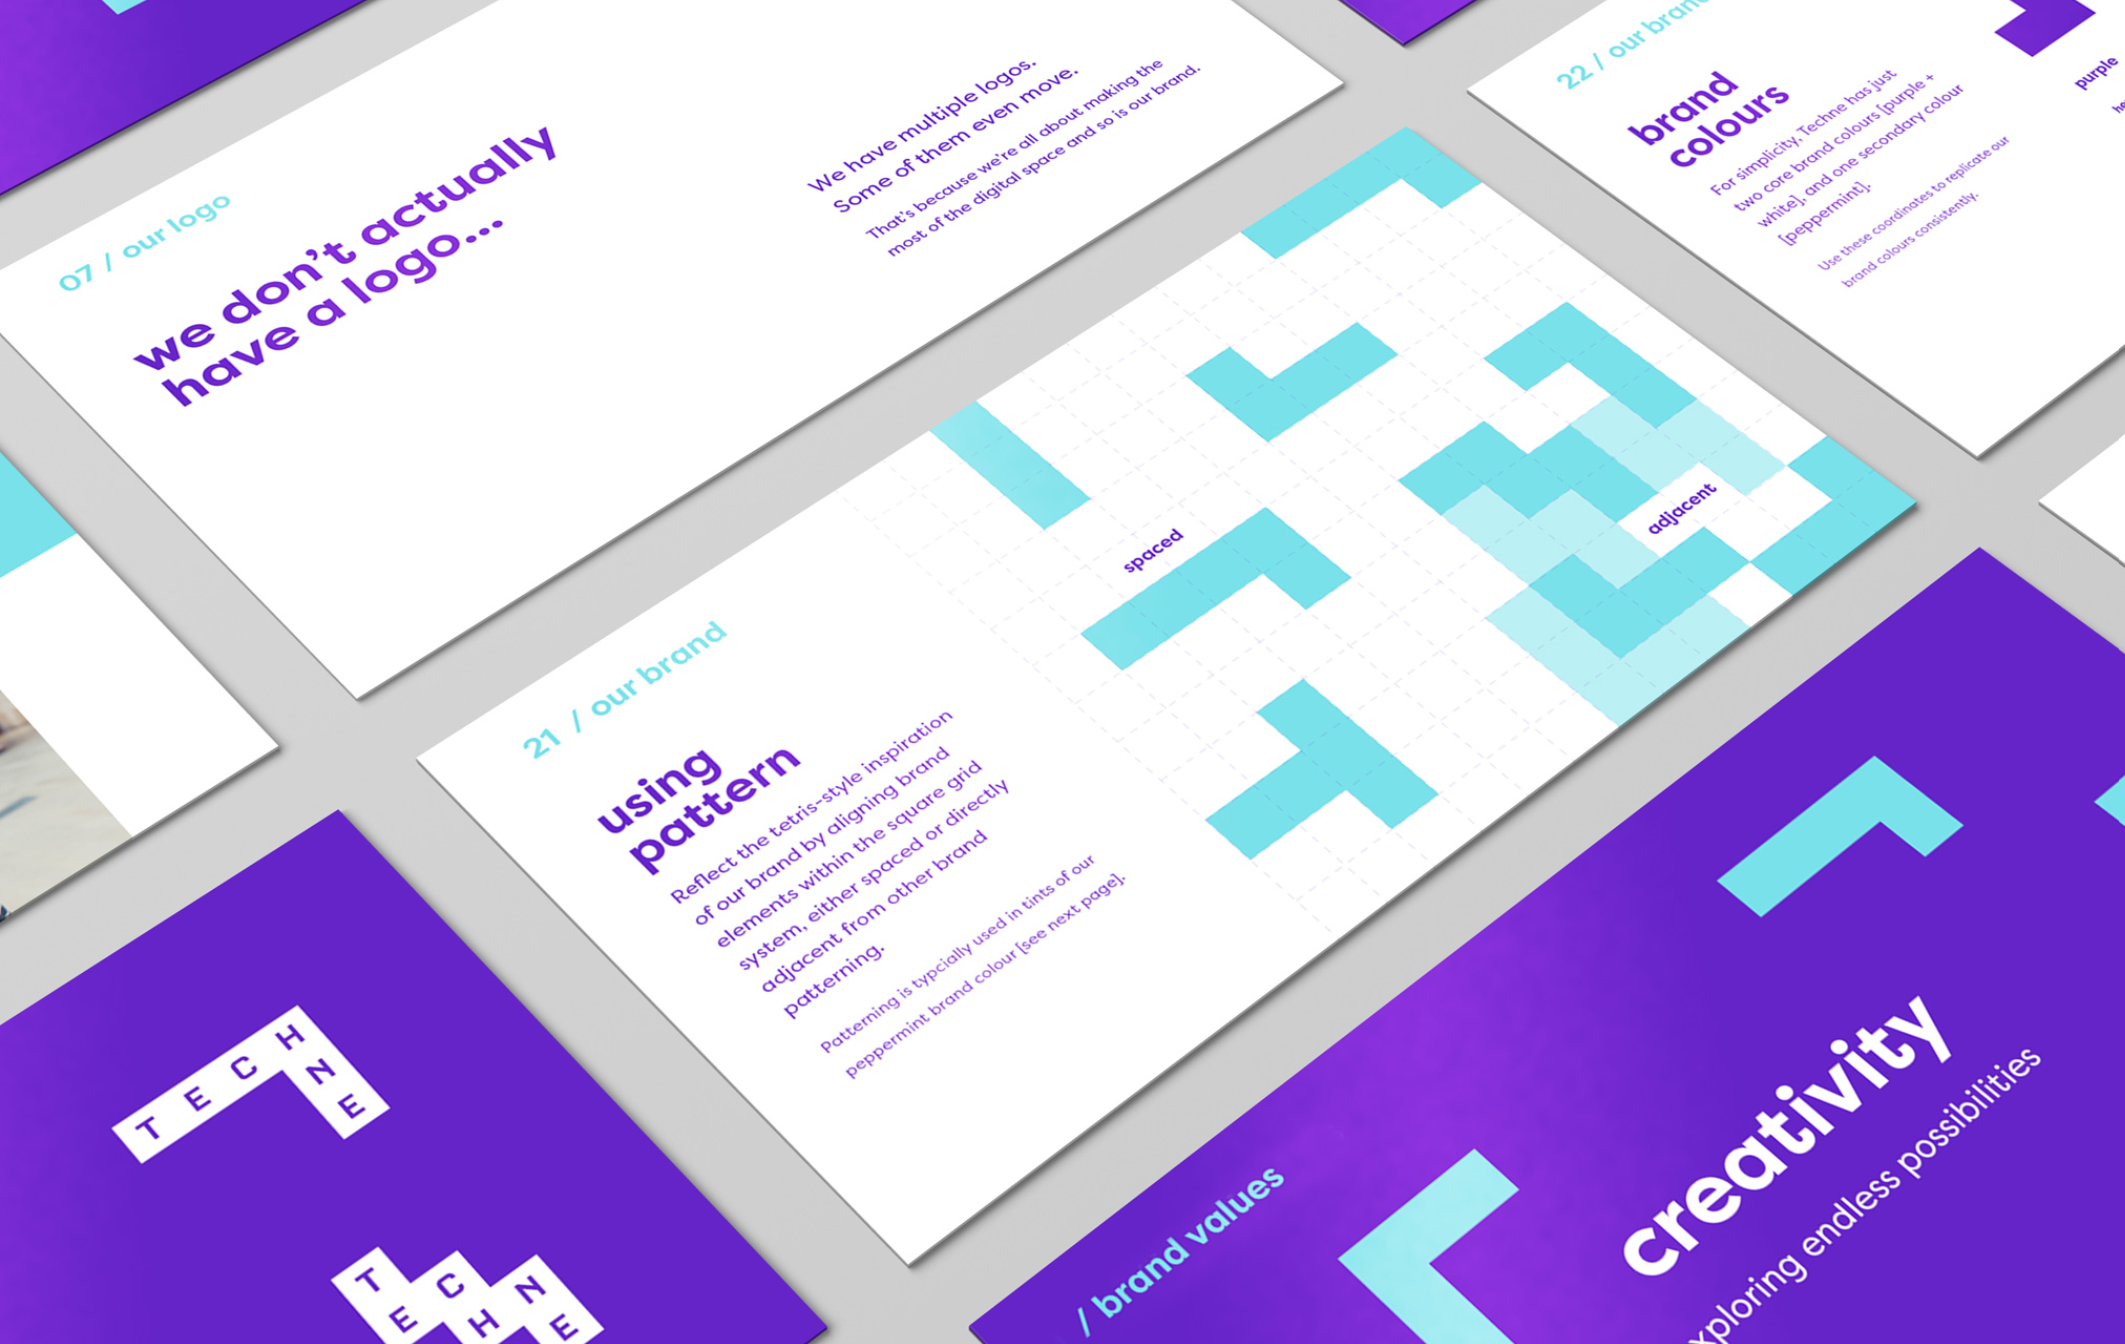 07 / our logo
we don't actually
have a logo...
We have multiple logos.
Some of them even move.
That's because we're all about making the
most of the digital space and so is our brand.
22 / our brand
brand
colours
For simplicity, Techne has just
two core brand colours [purple +
white], and one secondary colour
[peppermint].
Use these coordinates to replicate our
brand colours consistently.
purple
21 / our brand
using
pattern
Reflect the tetris-style inspiration
of our brand by aligning brand
elements within the square grid
system, either spaced or directly
adjacent from other brand
patterning.
Patterning is typcially used in tints of our
peppermint brand colour [see next page].
spaced
adjacent
TECHNE
TECHNE
/ brand values
creativity
xploring endless possibilities